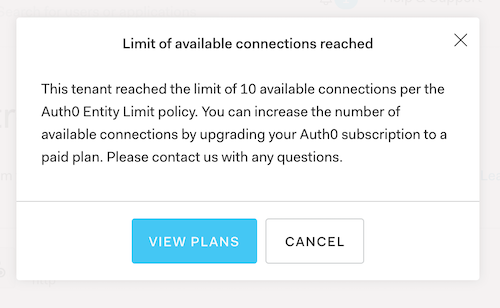 Limit of available connections reached
This tenant reached the limit of 10 available connections per the
Auth0 Entity Limit policy. You can increase the number of
available connections by upgrading your Auth0 subscription to a
paid plan. Please contact us with any questions.
VIEW PLANS
CANCEL